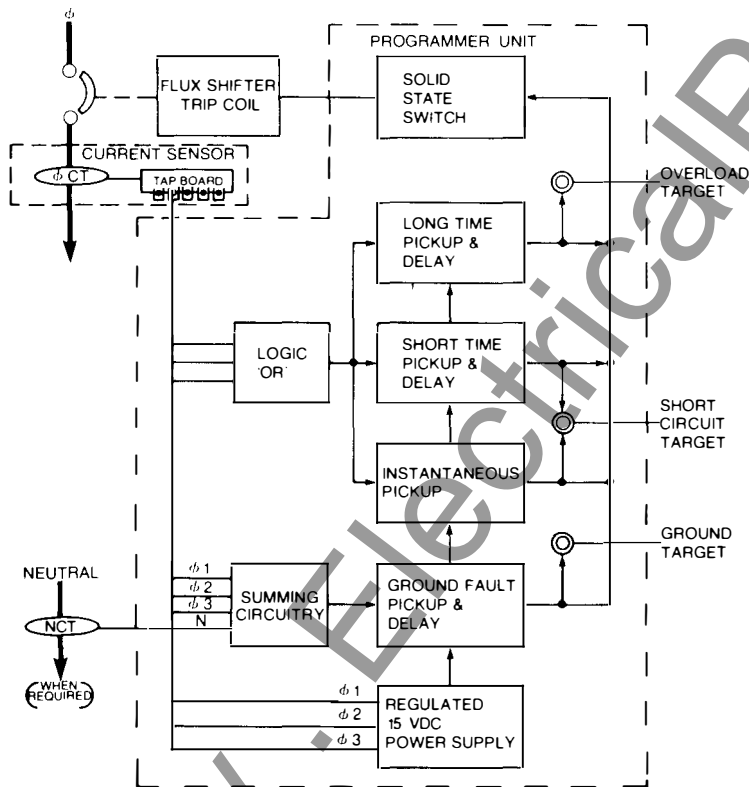 ϕ
PROGRAMMER UNIT
FLUX SHIFTER
TRIP COIL
SOLID
STATE
SWITCH
CURRENT SENSOR
ϕ CT
TAP BOARD
OVERLOAD
TARGET
LONG TIME
PICKUP &
DELAY
LOGIC
'OR'
SHORT TIME
PICKUP &
DELAY
SHORT
CIRCUIT
TARGET
INSTANTANEOUS
PICKUP
GROUND
TARGET
NEUTRAL
NCT
(WHEN
REQUIRED)
ϕ 1
ϕ 2
ϕ 3
N
SUMMING
CIRCUITRY
GROUND FAULT
PICKUP &
DELAY
ϕ 1
ϕ 2
ϕ 3
REGULATED
15 VDC
POWER SUPPLY
. ElectricalP